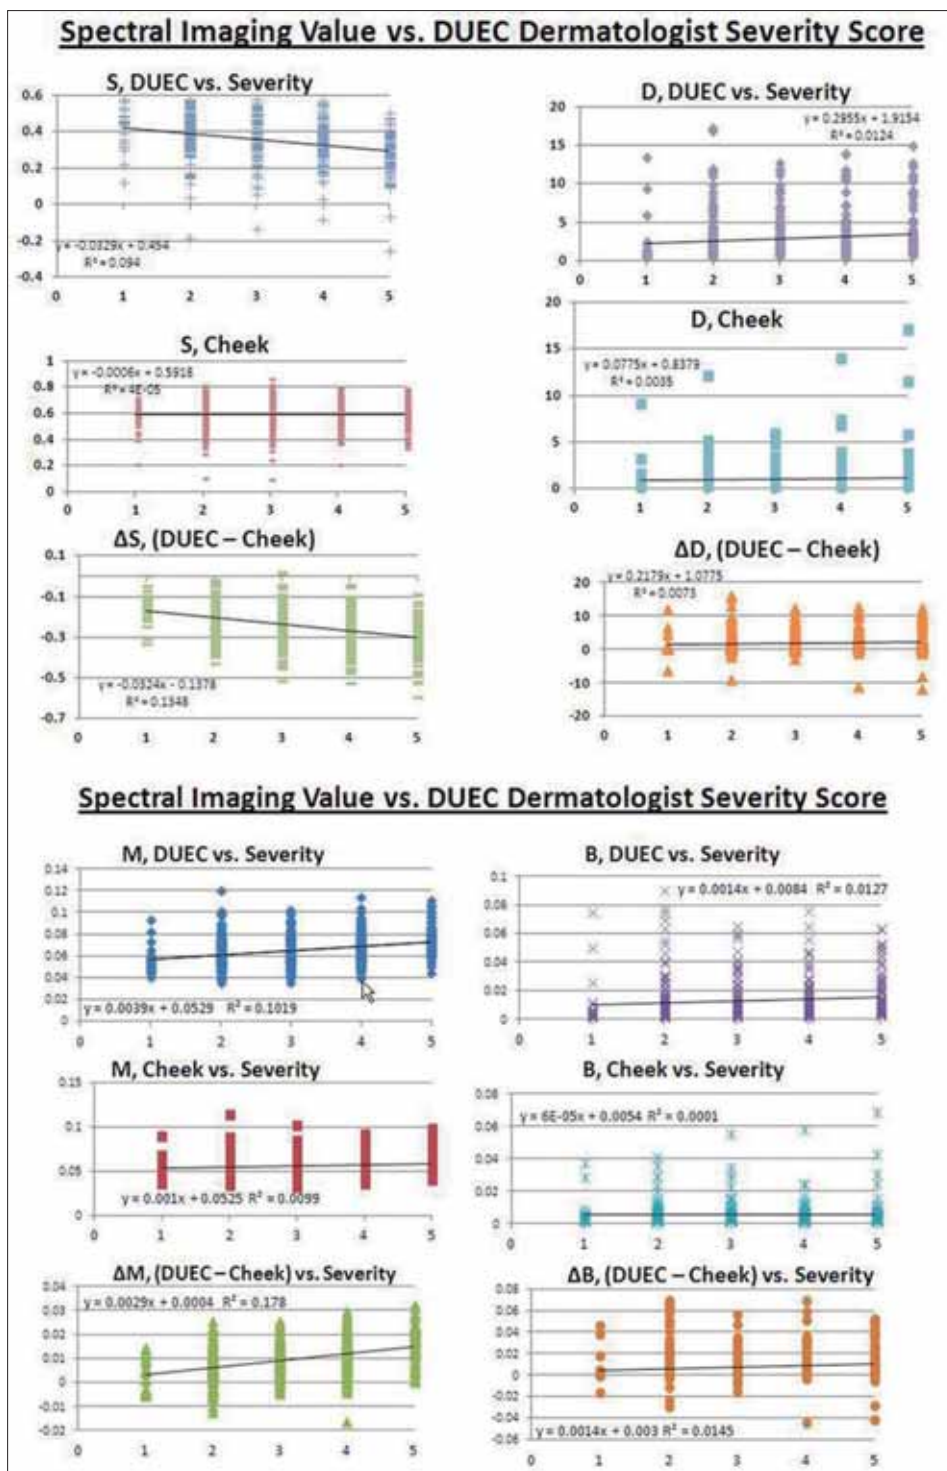 Spectral Imaging Value vs. DUEC Dermatologist Severity Score
S, DUEC vs. Severity
0.6
0.4
0.2
0
-0.2
-0.4
y = -0.0329x + 0.454
R² = 0.094
0 1 2 3 4 5
D, DUEC vs. Severity
y = 0.2955x + 1.9154
R² = 0.0124
20
15
10
5
0
0 1 2 3 4 5
S, Cheek
1
0.8
0.6
0.4
0.2
0
y = -0.0006x + 0.5918
R² = 4E-05
0 1 2 3 4 5
D, Cheek
20
15
10
5
0
y = 0.0775x + 0.8379
R² = 0.0035
0 1 2 3 4 5
ΔS, (DUEC – Cheek)
0.1
-0.1
-0.3
-0.5
-0.7
y = -0.0324x - 0.1378
R² = 0.1348
0 1 2 3 4 5
ΔD, (DUEC – Cheek)
y = 0.2179x + 1.0775
R² = 0.0073
20
10
0
-10
-20
0 1 2 3 4 5
Spectral Imaging Value vs. DUEC Dermatologist Severity Score
M, DUEC vs. Severity
0.14
0.12
0.1
0.08
0.06
0.04
0.02
0
y = 0.0039x + 0.0529 R² = 0.1019
0 1 2 3 4 5
B, DUEC vs. Severity
y = 0.0014x + 0.0084 R² = 0.0127
0.1
0.08
0.06
0.04
0.02
0
0 1 2 3 4 5
M, Cheek vs. Severity
0.15
0.1
0.05
0
y = 0.001x + 0.0525 R² = 0.0099
0 1 2 3 4 5
B, Cheek vs. Severity
0.08
0.06
0.04
0.02
0
y = 6E-05x + 0.0054 R² = 0.0001
0 1 2 3 4 5
ΔM, (DUEC – Cheek) vs. Severity
0.04
0.03
0.02
0.01
0
-0.01
-0.02
y = 0.0029x + 0.0004 R² = 0.178
0 1 2 3 4 5
ΔB, (DUEC – Cheek) vs. Severity
0.08
0.06
0.04
0.02
0.00
-0.02
-0.04
-0.06
y = 0.0014x + 0.003 R² = 0.0145
0 1 2 3 4 5